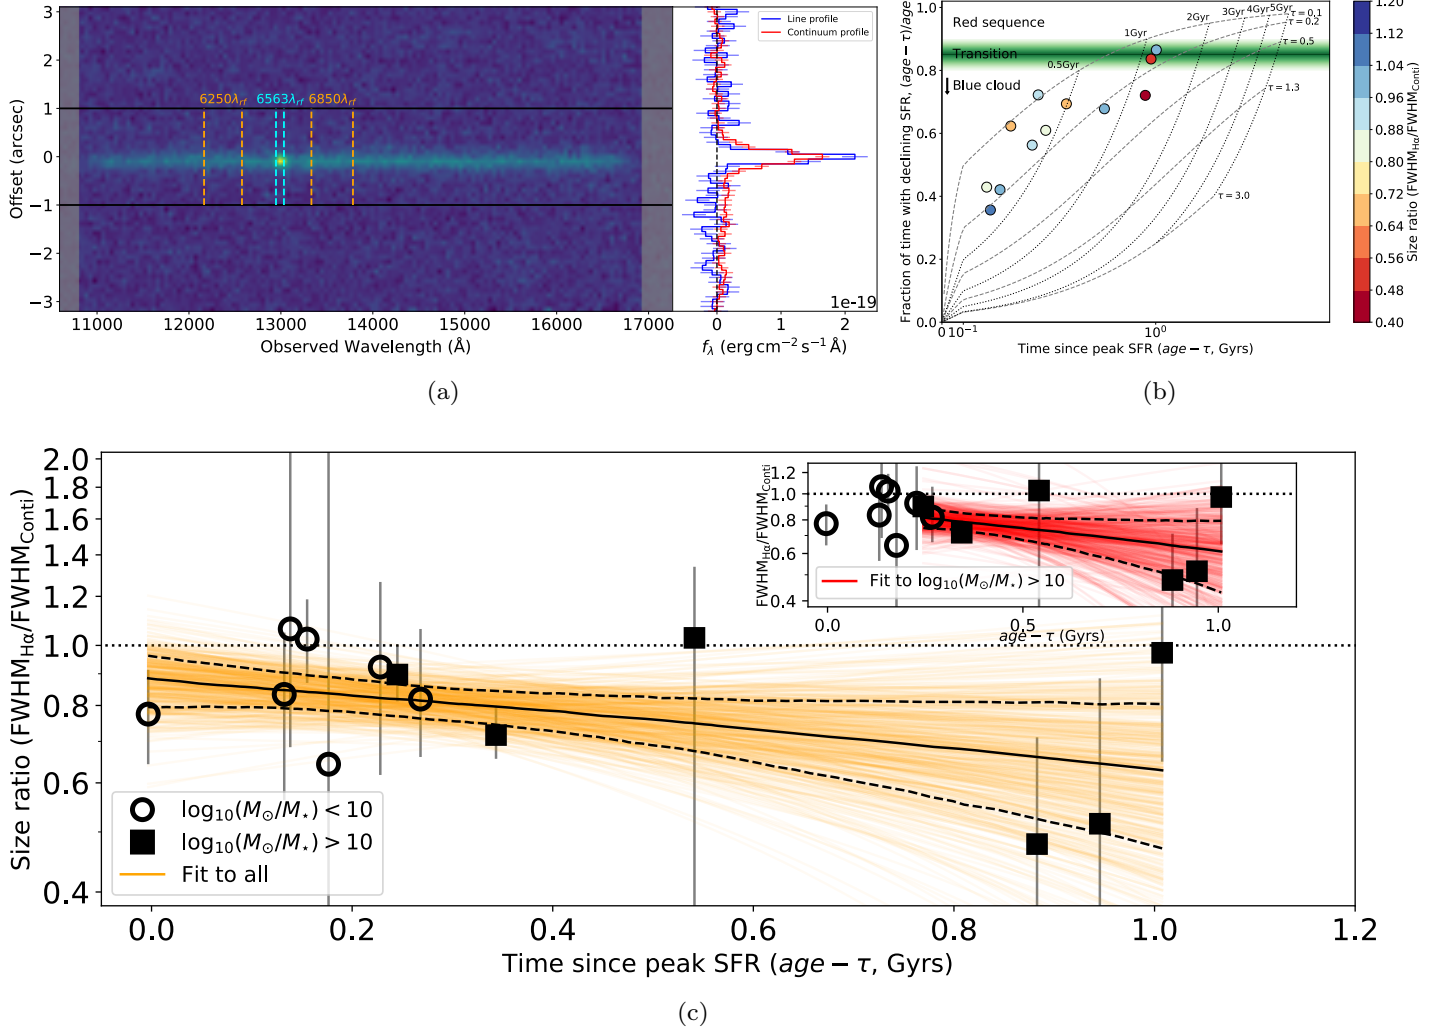 3
2
1
0
−1
−2
−3
Offset (arcsec)
6250λrf
6563λrf
6850λrf
11000
12000
13000
14000
15000
16000
17000
Observed Wavelength (Å)
Line profile
Continuum profile
1e-19
0
1
2
fλ (erg cm−2 s−1 Å)
(a)
1.0
0.8
0.6
0.4
0.2
0.0
Fraction of time with declining SFR, (age−τ)/age
Red sequence
Transition
Blue cloud
0.5Gyr
1Gyr
2Gyr
3Gyr
4Gyr
5Gyr
τ=0.1
τ=0.2
τ=0.5
τ=1.3
τ=3.0
0
10−1
100
Time since peak SFR (age−τ, Gyrs)
1.20
1.12
1.04
0.96
0.88
0.80
0.72
0.64
0.56
0.48
0.40
Size ratio (FWHMHα/FWHMConti)
(b)
2.0
1.8
1.6
1.4
1.2
1.0
0.8
0.6
0.4
Size ratio (FWHMHα/FWHMConti)
log10(M⊙/M⋆) < 10
log10(M⊙/M⋆) > 10
Fit to all
0.0
0.2
0.4
0.6
0.8
1.0
1.2
Time since peak SFR (age−τ, Gyrs)
1.2
1.0
0.8
0.6
0.4
FWHMHα/FWHMConti
Fit to log10(M⊙/M⋆) > 10
0.0
0.5
1.0
age−τ (Gyrs)
(c)